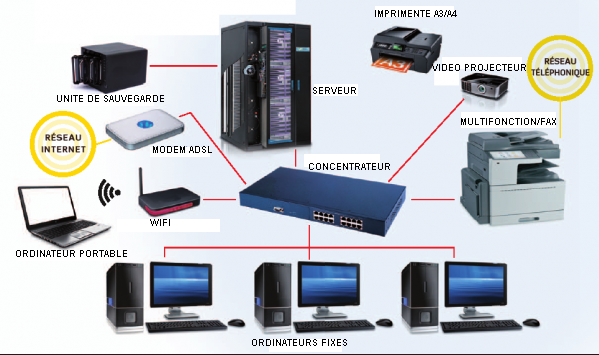 IMPRIMENTE A3/A4
A3
VIDEO PROJECTEUR
RÉSEAU
TÉLÉPHONIQUE
UNITE DE SAUVEGARDE
SERVEUR
MULTIFONCTION/FAX
RÉSEAU
INTERNET
MODEM ADSL
CONCENTRATEUR
WIFI
ORDINATEUR PORTABLE
ORDINATEURS FIXES